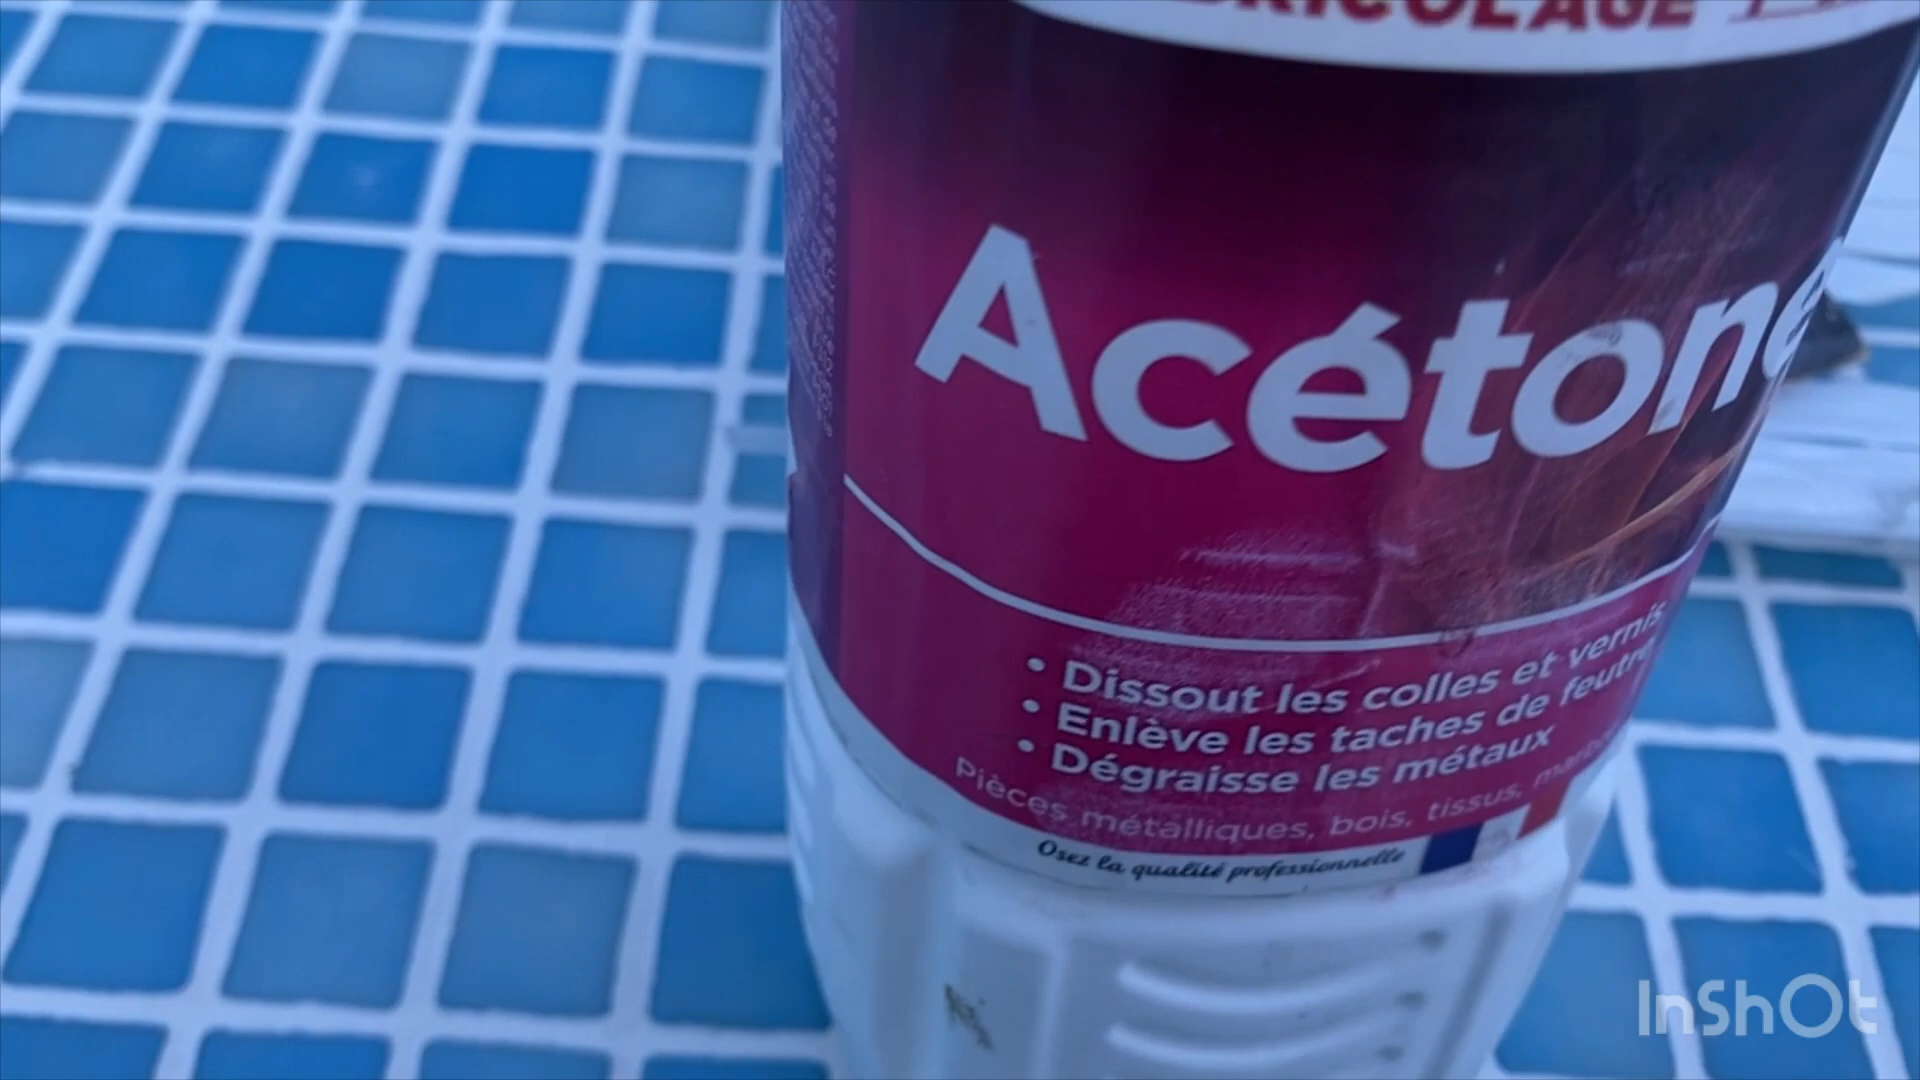 BRICOLAGE
Acétone
• Dissout les colles et vernis
• Enlève les taches de feutre
• Dégraisse les métaux
Pièces métalliques, bois, tissus,
Osez la qualité professionnelle
InShOt